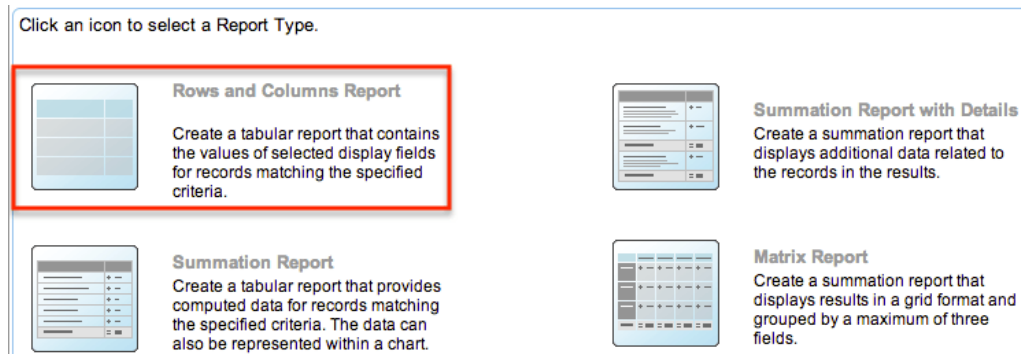 Click an icon to select a Report Type.
Rows and Columns Report
Create a tabular report that contains
the values of selected display fields
for records matching the specified
criteria.
Summation Report with Details
Create a summation report that
displays additional data related to
the records in the results.
Summation Report
Create a tabular report that provides
computed data for records matching
the specified criteria. The data can
also be represented within a chart.
Matrix Report
Create a summation report that
displays results in a grid format and
grouped by a maximum of three
fields.